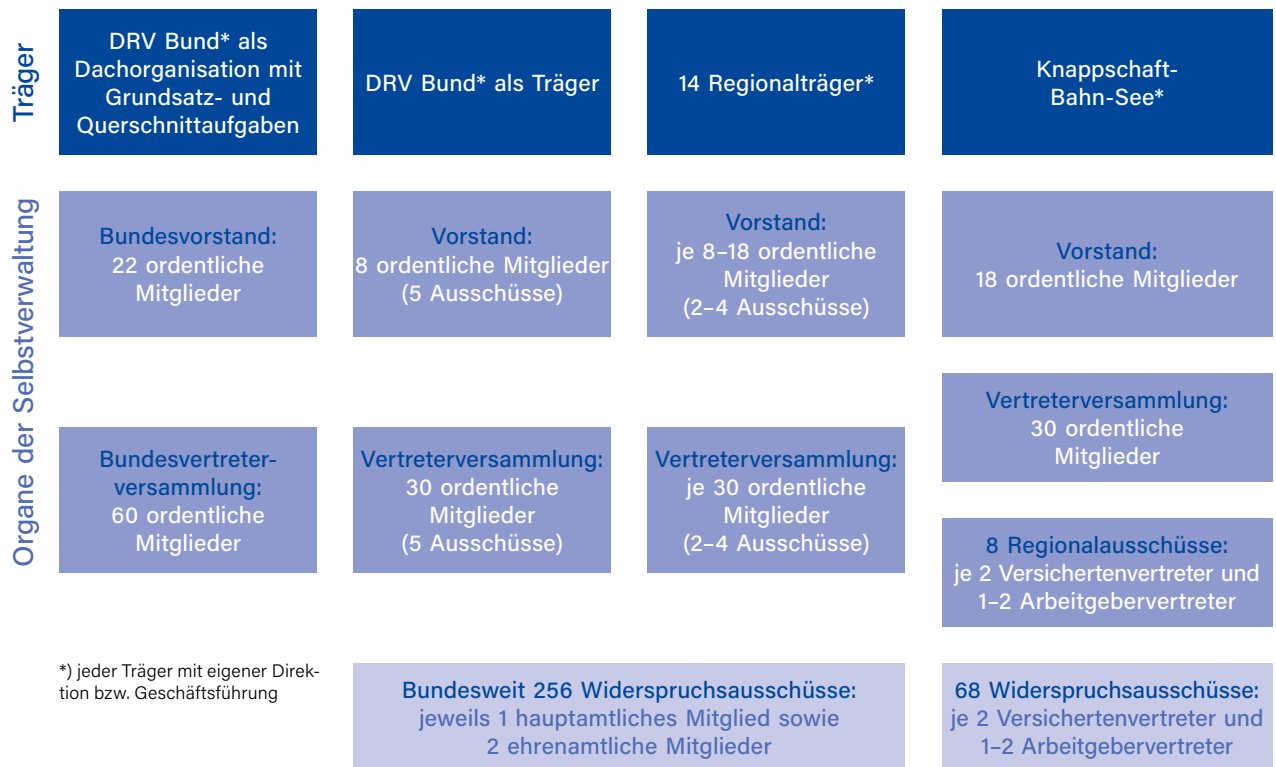 Träger
DRV Bund* als
Dachorganisation mit
Grundsatz- und
Querschnittaufgaben
DRV Bund* als Träger
14 Regionalträger*
Knappschaft-
Bahn-See*
Organe der Selbstverwaltung
Bundesvorstand:
22 ordentliche
Mitglieder
Vorstand:
8 ordentliche Mitglieder
(5 Ausschüsse)
Vorstand:
je 8–18 ordentliche
Mitglieder
(2–4 Ausschüsse)
Vorstand:
18 ordentliche Mitglieder
Bundesvertreter-
versammlung:
60 ordentliche
Mitglieder
Vertreterversammlung:
30 ordentliche
Mitglieder
(5 Ausschüsse)
Vertreterversammlung:
je 30 ordentliche
Mitglieder
(2–4 Ausschüsse)
Vertreterversammlung:
30 ordentliche
Mitglieder
8 Regionalausschüsse:
je 2 Versichertenvertreter und
1–2 Arbeitgebervertreter
*) jeder Träger mit eigener Direk-
tion bzw. Geschäftsführung
Bundesweit 256 Widerspruchsausschüsse:
jeweils 1 hauptamtliches Mitglied sowie
2 ehrenamtliche Mitglieder
68 Widerspruchsausschüsse:
je 2 Versichertenvertreter und
1–2 Arbeitgebervertreter